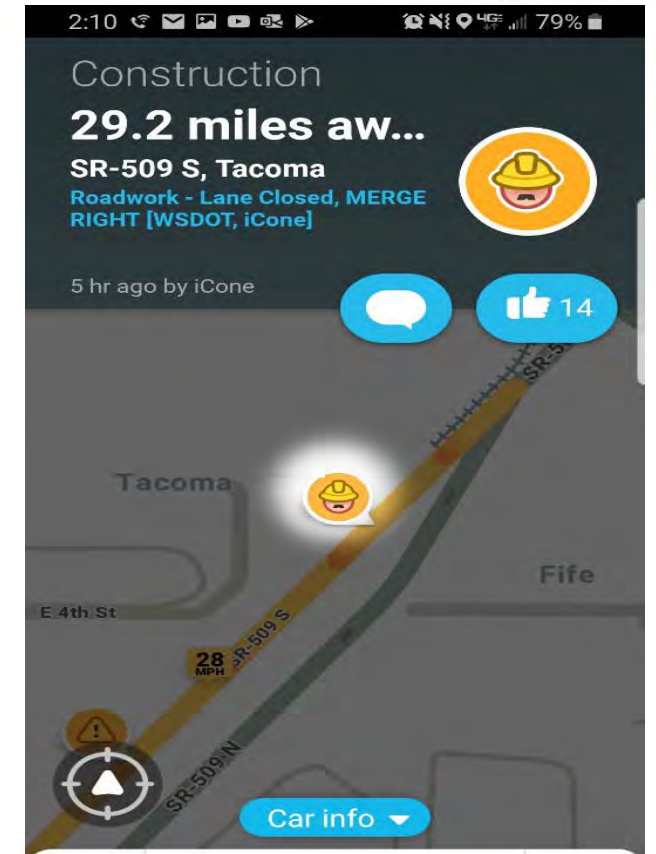 2:10 79%
Construction
29.2 miles aw...
SR-509 S, Tacoma
Roadwork - Lane Closed, MERGE
RIGHT [WSDOT, iCone]
5 hr ago by iCone
14
Tacoma
Fife
E 4th St
SR-509 S
28
MPH
SR-509 N
Car info